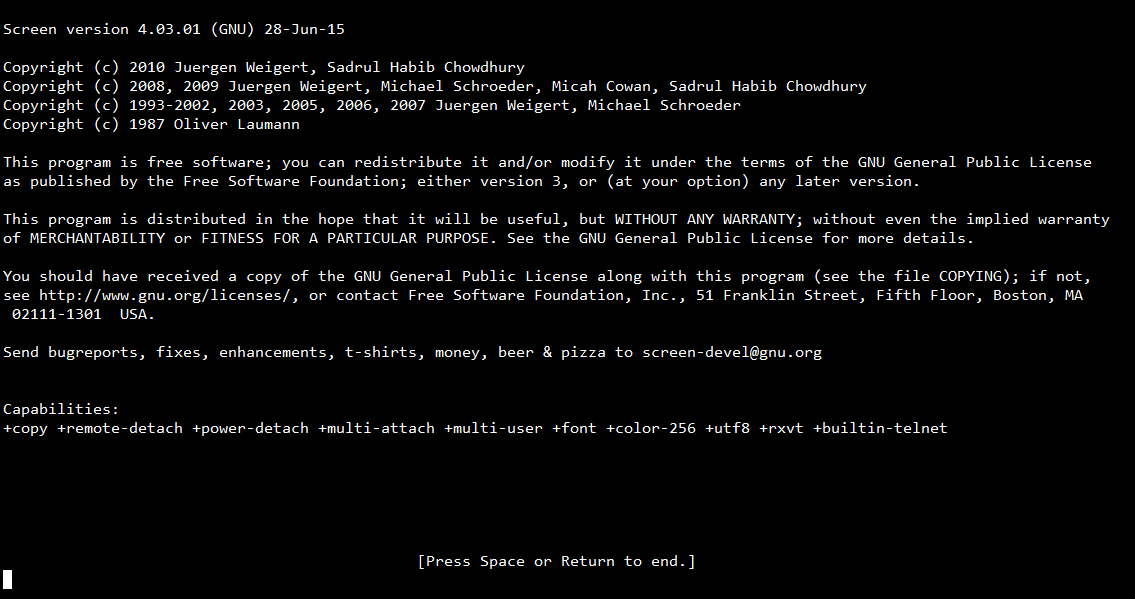 Screen version 4.03.01 (GNU) 28-Jun-15
Copyright (c) 2010 Juergen Weigert, Sadrul Habib Chowdhury
Copyright (c) 2008, 2009 Juergen Weigert, Michael Schroeder, Micah Cowan, Sadrul Habib Chowdhury
Copyright (c) 1993-2002, 2003, 2005, 2006, 2007 Juergen Weigert, Michael Schroeder
Copyright (c) 1987 Oliver Laumann
This program is free software; you can redistribute it and/or modify it under the terms of the GNU General Public License
as published by the Free Software Foundation; either version 3, or (at your option) any later version.
This program is distributed in the hope that it will be useful, but WITHOUT ANY WARRANTY; without even the implied warranty
of MERCHANTABILITY or FITNESS FOR A PARTICULAR PURPOSE. See the GNU General Public License for more details.
You should have received a copy of the GNU General Public License along with this program (see the file COPYING); if not,
see http://www.gnu.org/licenses/, or contact Free Software Foundation, Inc., 51 Franklin Street, Fifth Floor, Boston, MA
02111-1301  USA.
Send bugreports, fixes, enhancements, t-shirts, money, beer & pizza to screen-devel@gnu.org
Capabilities:
+copy +remote-detach +power-detach +multi-attach +multi-user +font +color-256 +utf8 +rxvt +builtin-telnet
[Press Space or Return to end.]